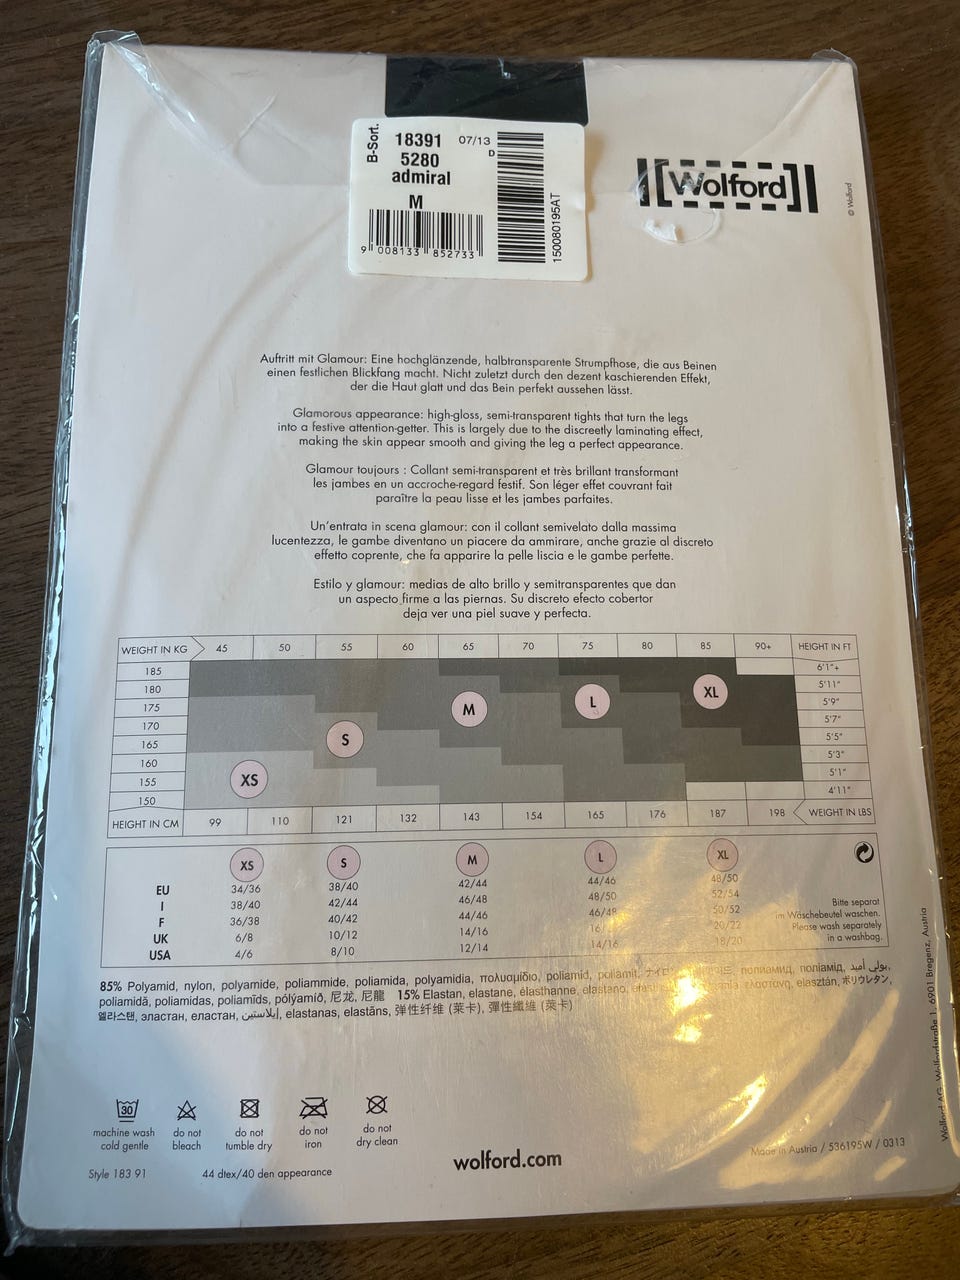 B-Sort.
18391 07/13
5280 D
admiral
M
9 008133 852733
150080195AT
Wolford
© Wolford
Auftritt mit Glamour: Eine hochglänzende, halbtransparente Strumpfhose, die aus Beinen
einen festlichen Blickfang macht. Nicht zuletzt durch den dezent kaschierenden Effekt,
der die Haut glatt und das Bein perfekt aussehen lässt.
Glamorous appearance: high-gloss, semi-transparent tights that turn the legs
into a festive attention-getter. This is largely due to the discreetly laminating effect,
making the skin appear smooth and giving the leg a perfect appearance.
Glamour toujours : Collant semi-transparent et très brillant transformant
les jambes en un accroche-regard festif. Son léger effet couvrant fait
paraître la peau lisse et les jambes parfaites.
Un'entrata in scena glamour: con il collant semivelato dalla massima
lucentezza, le gambe diventano un piacere da ammirare, anche grazie al discreto
effetto coprente, che fa apparire la pelle liscia e le gambe perfette.
Estilo y glamour: medias de alto brillo y semitransparentes que dan
un aspecto firme a las piernas. Su discreto efecto cobertor
deja ver una piel suave y perfecta.
WEIGHT IN KG 45 50 55 60 65 70 75 80 85 90+ HEIGHT IN FT
185 6'1"+
180 5'11"
175 5'9"
170 5'7"
165 5'5"
160 5'3"
155 5'1"
150 4'11"
XS S M L XL
HEIGHT IN CM 99 110 121 132 143 154 165 176 187 198 WEIGHT IN LBS
XS S M L XL
EU 34/36 38/40 42/44 44/46 48/50
I 38/40 42/44 46/48 48/50 52/54
F 36/38 40/42 44/46 46/48 50/52
UK 6/8 10/12 14/16 16/ 20/22
USA 4/6 8/10 12/14 14/16 18/20
Bitte separat
im Wäschebeutel waschen.
Please wash separately
in a washbag.
85% Polyamid, nylon, polyamide, poliammide, poliamida, polyamidia, πολυαμίδιο, poliamid, poliamit, полиамид, поліамід, بولي أميد,
poliamidă, poliamidas, poliamīds, pólýamíð, 尼龙, 尼龍 15% Elastan, elastane, élasthanne, elastano, ελαστανη, elasztán, ポリウレタン,
엘라스탠, эластан, еластан, إيلاستين, elastanas, elastāns, 弹性纤维 (莱卡), 彈性纖維 (萊卡)
30
machine wash
cold gentle
do not
bleach
do not
tumble dry
do not
iron
do not
dry clean
Style 183 91
44 dtex/40 den appearance
wolford.com
Made in Austria / 536195W / 0313
Wolford AG, Wolfordstraße 1, 6901 Bregenz, Austria